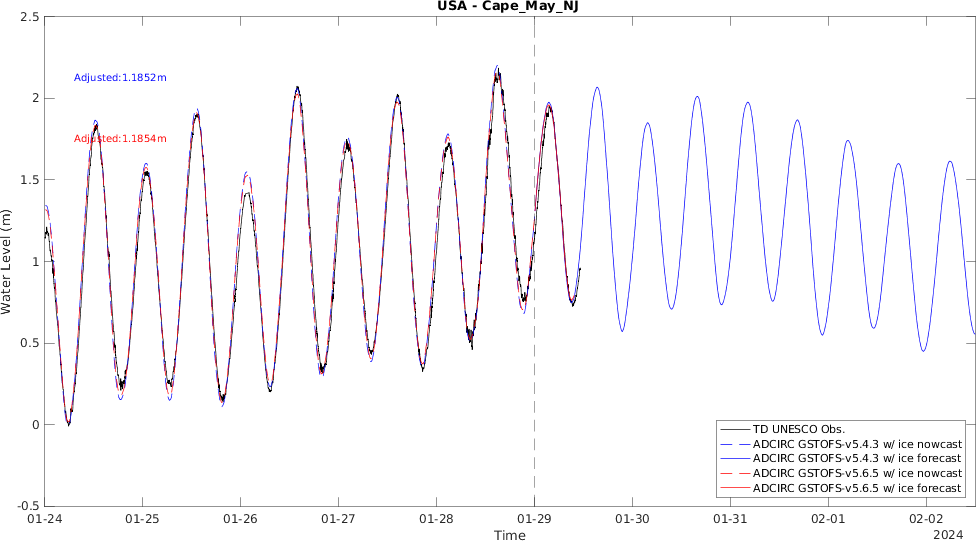 USA - Cape_May_NJ
2.5
2
1.5
1
0.5
0
-0.5
Water Level (m)
Adjusted:1.1852m
Adjusted:1.1854m
TD UNESCO Obs.
ADCIRC GSTOFS-v5.4.3 w/ ice nowcast
ADCIRC GSTOFS-v5.4.3 w/ ice forecast
ADCIRC GSTOFS-v5.6.5 w/ ice nowcast
ADCIRC GSTOFS-v5.6.5 w/ ice forecast
01-24 01-25 01-26 01-27 01-28 01-29 01-30 01-31 02-01 02-02
Time
2024